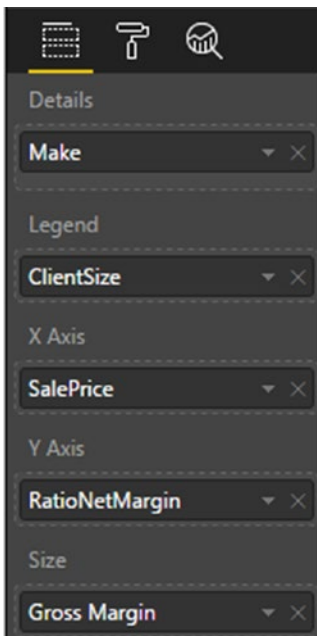 Details
Make
Legend
ClientSize
X Axis
SalePrice
Y Axis
RatioNetMargin
Size
Gross Margin